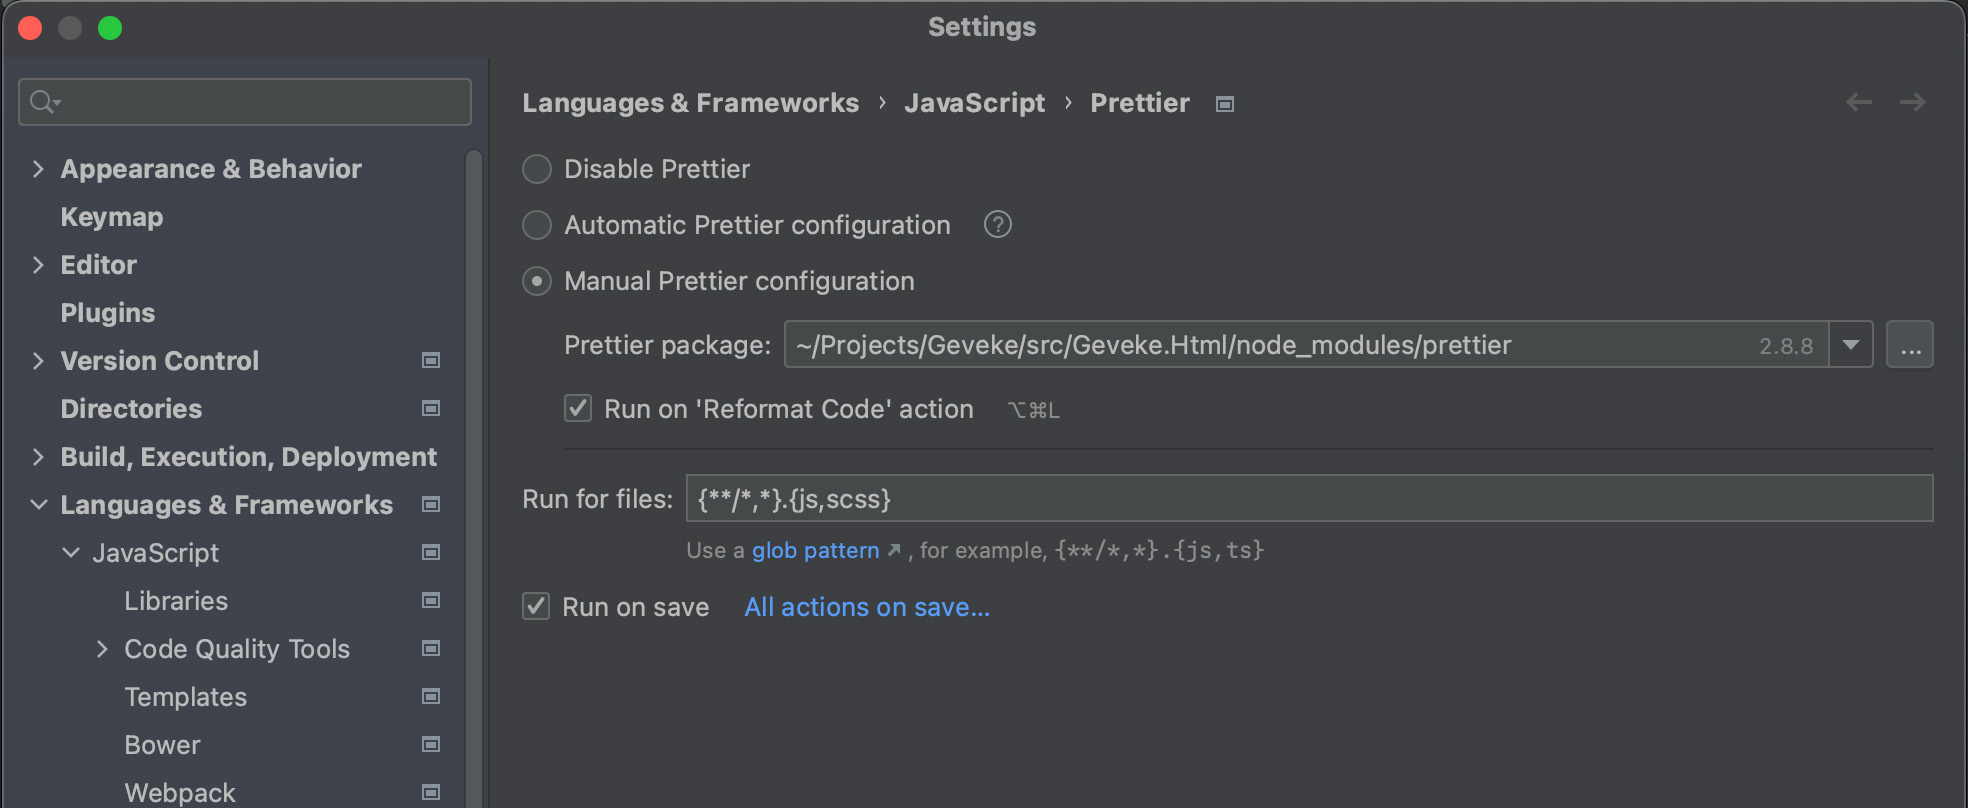 Settings
Languages & Frameworks › JavaScript › Prettier
Appearance & Behavior
Keymap
Editor
Plugins
Version Control
Directories
Build, Execution, Deployment
Languages & Frameworks
JavaScript
Libraries
Code Quality Tools
Templates
Bower
Webpack
Disable Prettier
Automatic Prettier configuration ?
Manual Prettier configuration
Prettier package: ~/Projects/Geveke/src/Geveke.Html/node_modules/prettier 2.8.8 ...
Run on 'Reformat Code' action ⌥⌘L
Run for files: {**/*,*}.{js,scss}
Use a glob pattern ↗, for example, {**/*,*}.{js,ts}
Run on save All actions on save...